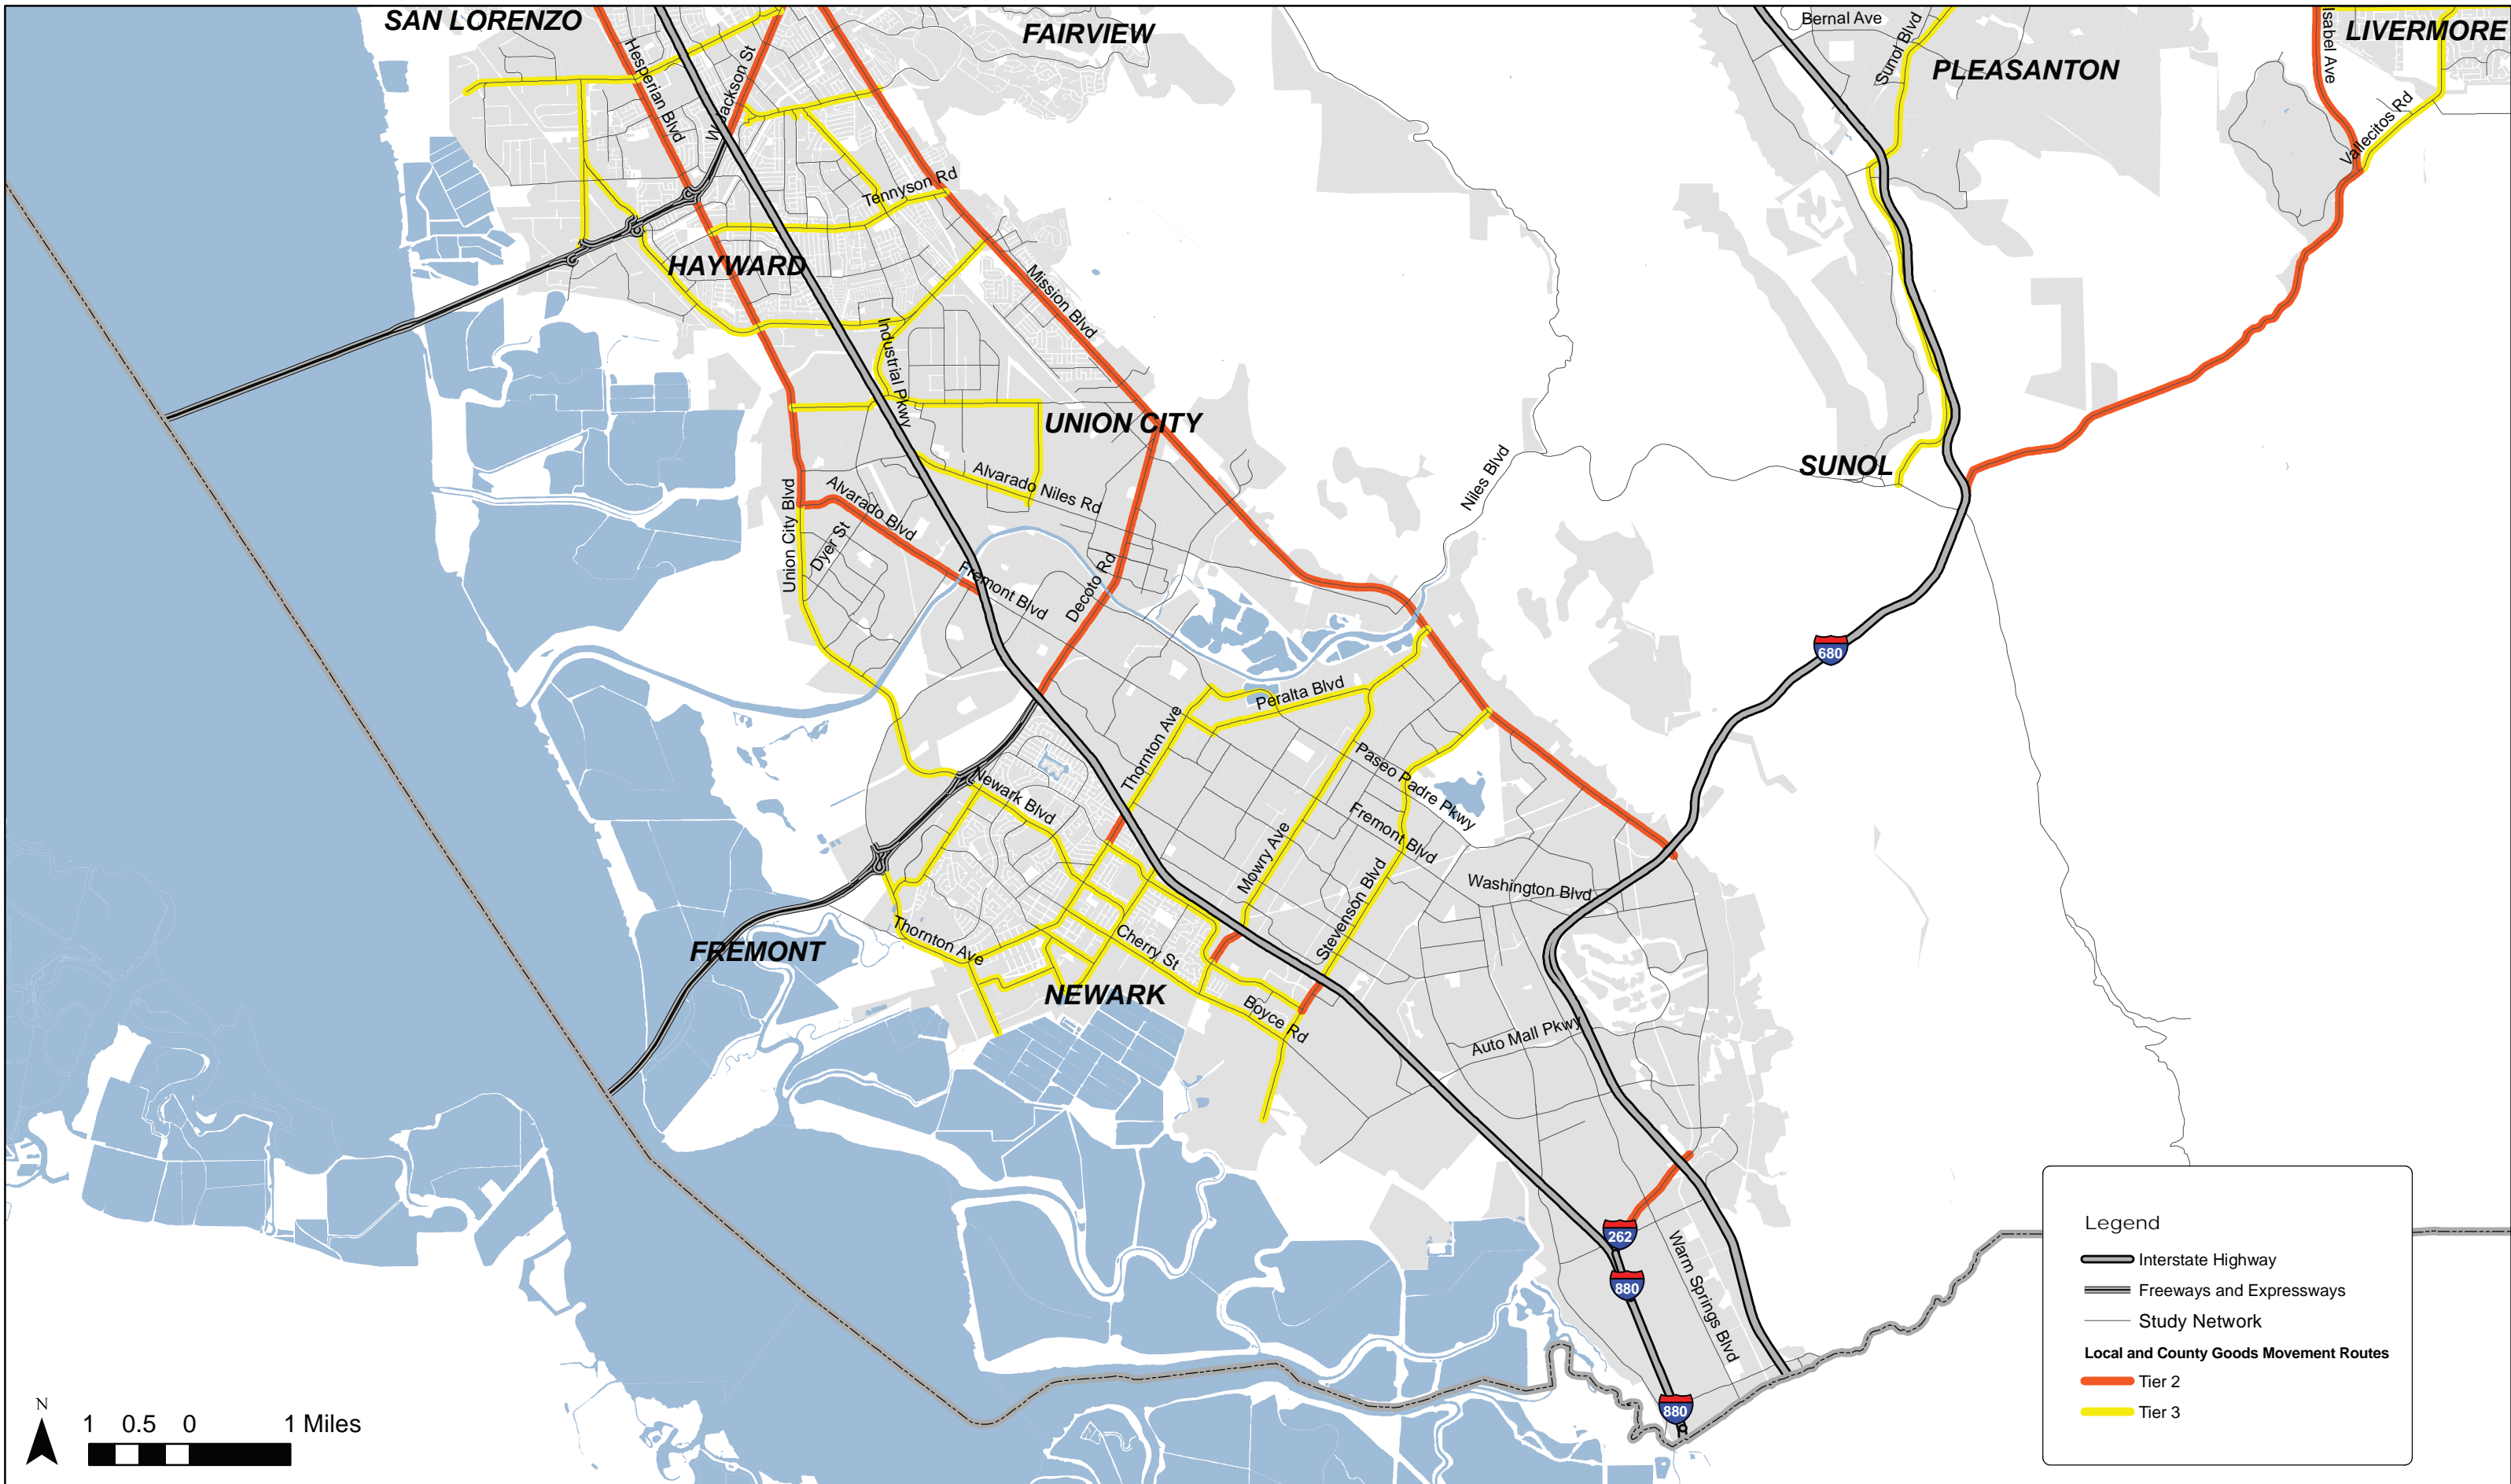 SAN LORENZO
FAIRVIEW
Bernal Ave
Sunol Blvd
PLEASANTON
Isabel Ave
LIVERMORE
Hesperian Blvd
W Jackson St
Vallecitos Rd
Tennyson Rd
HAYWARD
Mission Blvd
Industrial Pkwy
UNION CITY
SUNOL
Niles Blvd
Alvarado Niles Rd
Union City Blvd
Alvarado Blvd
Dyer St
Fremont Blvd
Decoto Rd
680
Peralta Blvd
Thornton Ave
Paseo Padre Pkwy
Newark Blvd
Fremont Blvd
Mowry Ave
Stevenson Blvd
Washington Blvd
Thornton Ave
FREMONT
Cherry St
NEWARK
Boyce Rd
Auto Mall Pkwy
262
880
Warm Springs Blvd
880
N
1 0.5 0 1 Miles
Legend
Interstate Highway
Freeways and Expressways
Study Network
Local and County Goods Movement Routes
Tier 2
Tier 3